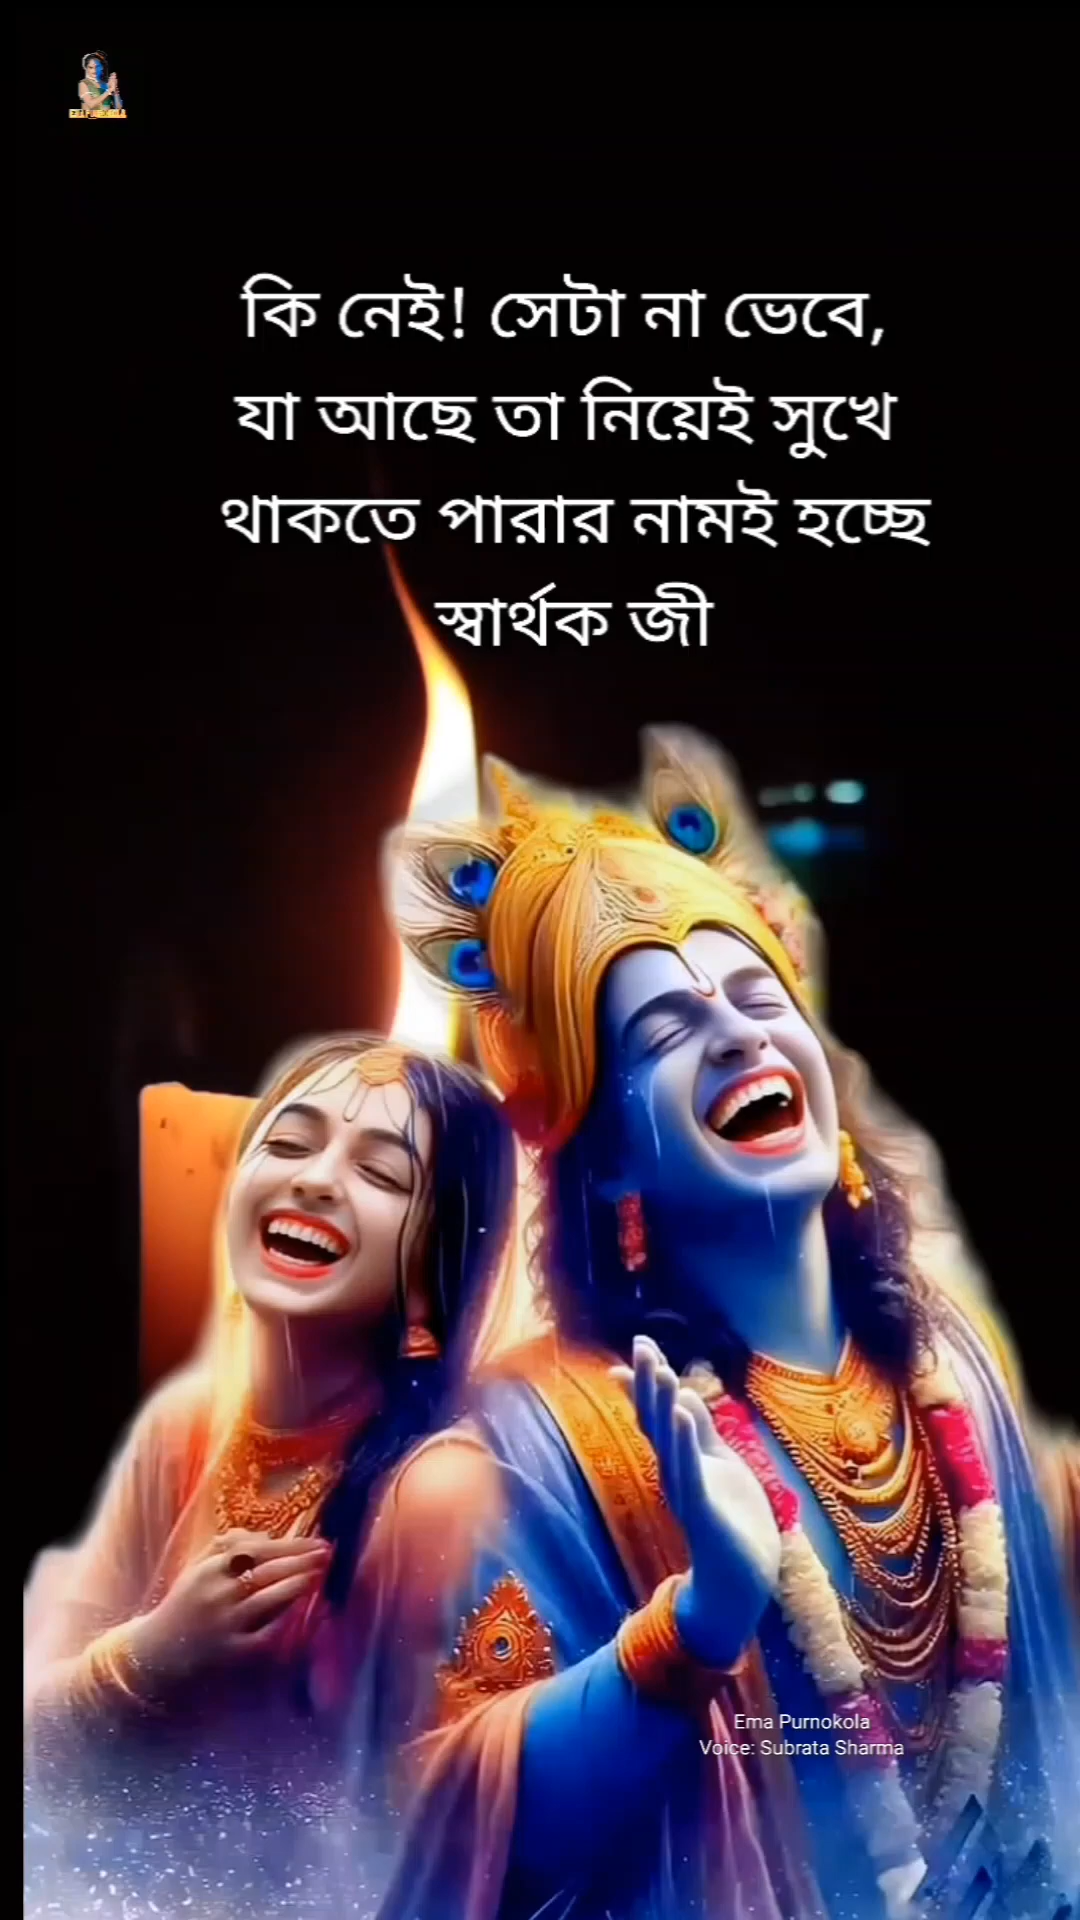 কি নেই! সেটা না ভেবে,
যা আছে তা নিয়েই সুখে
থাকতে পারার নামই হচ্ছে
স্বার্থক জী
Ema Purnokola
Voice: Subrata Sharma